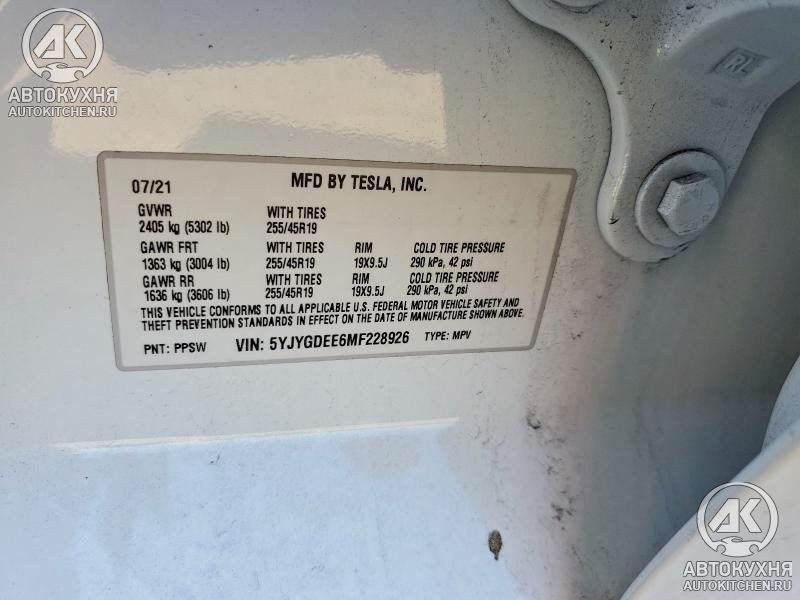 AK
АВТОКУХНЯ
AUTOKITCHEN.RU
RL
07/21 MFD BY TESLA, INC.
GVWR WITH TIRES
2405 kg (5302 lb) 255/45R19
GAWR FRT WITH TIRES RIM COLD TIRE PRESSURE
1363 kg (3004 lb) 255/45R19 19X9.5J 290 kPa, 42 psi
GAWR RR WITH TIRES RIM COLD TIRE PRESSURE
1636 kg (3606 lb) 255/45R19 19X9.5J 290 kPa, 42 psi
THIS VEHICLE CONFORMS TO ALL APPLICABLE U.S. FEDERAL MOTOR VEHICLE SAFETY AND
THEFT PREVENTION STANDARDS IN EFFECT ON THE DATE OF MANUFACTURE SHOWN ABOVE.
PNT: PPSW VIN: 5YJYGDEE6MF228926 TYPE: MPV
AK
АВТОКУХНЯ
AUTOKITCHEN.RU